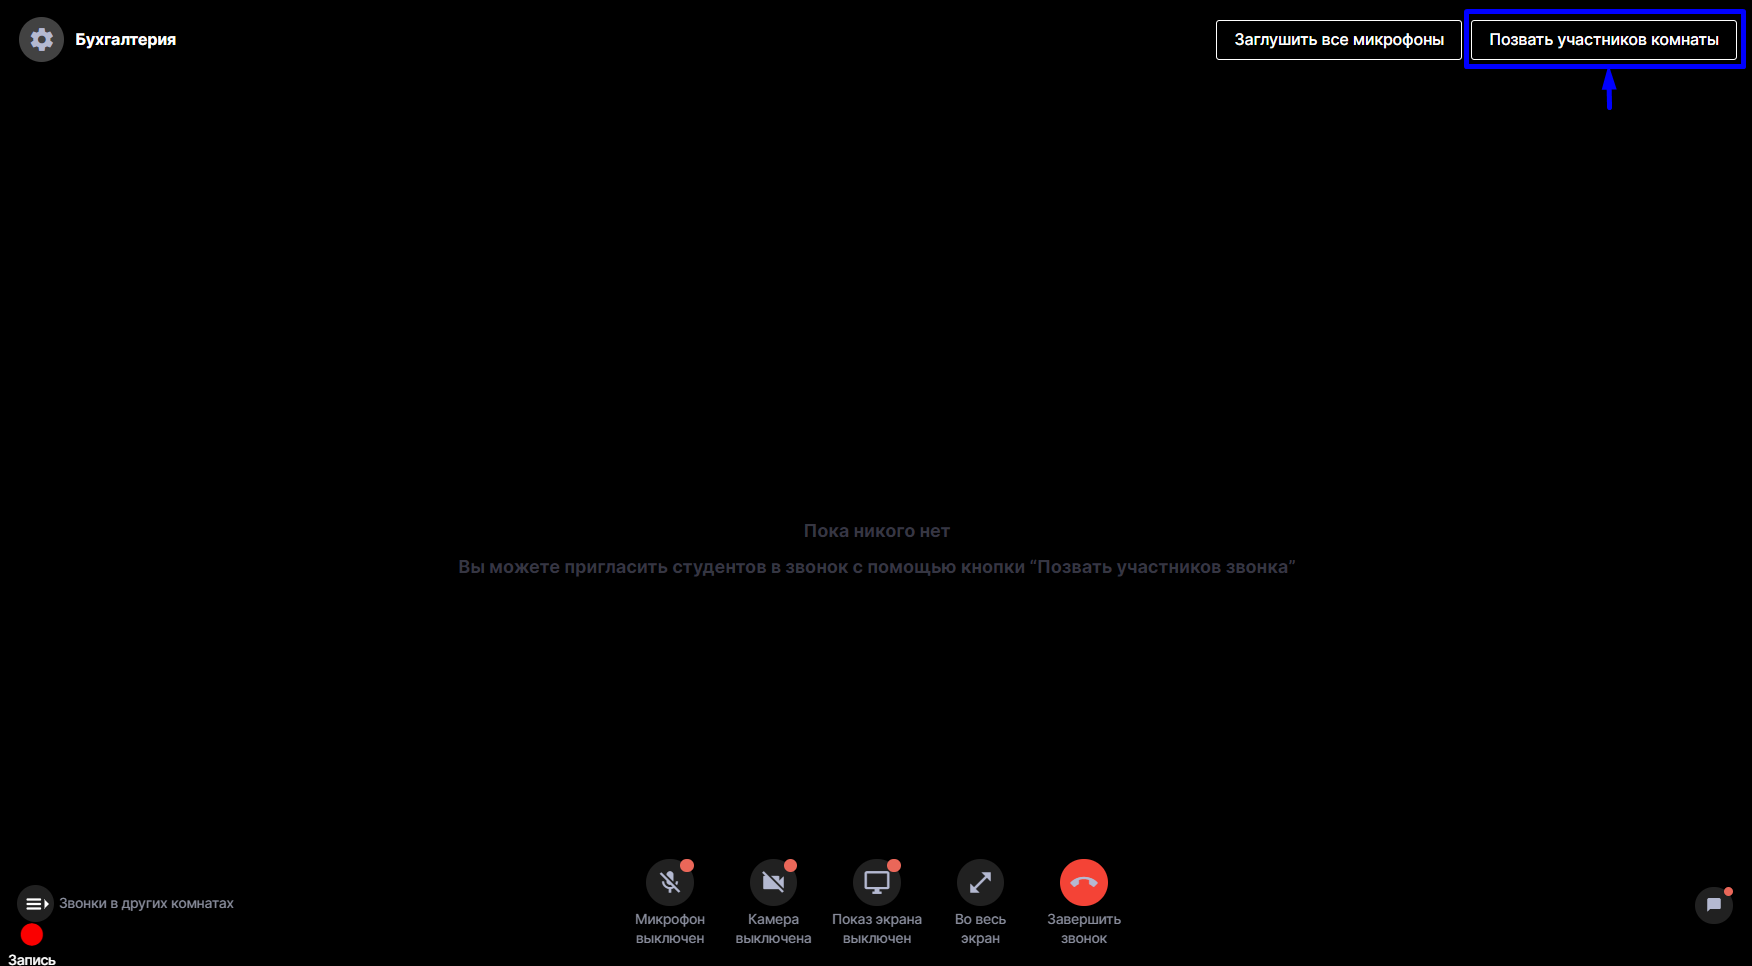 Бухгалтерия
Заглушить все микрофоны
Позвать участников комнаты
Пока никого нет
Вы можете пригласить студентов в звонок с помощью кнопки “Позвать участников звонка”
Звонки в других комнатах
Запись
Микрофон
выключен
Камера
выключена
Показ экрана
выключен
Во весь
экран
Завершить
звонок